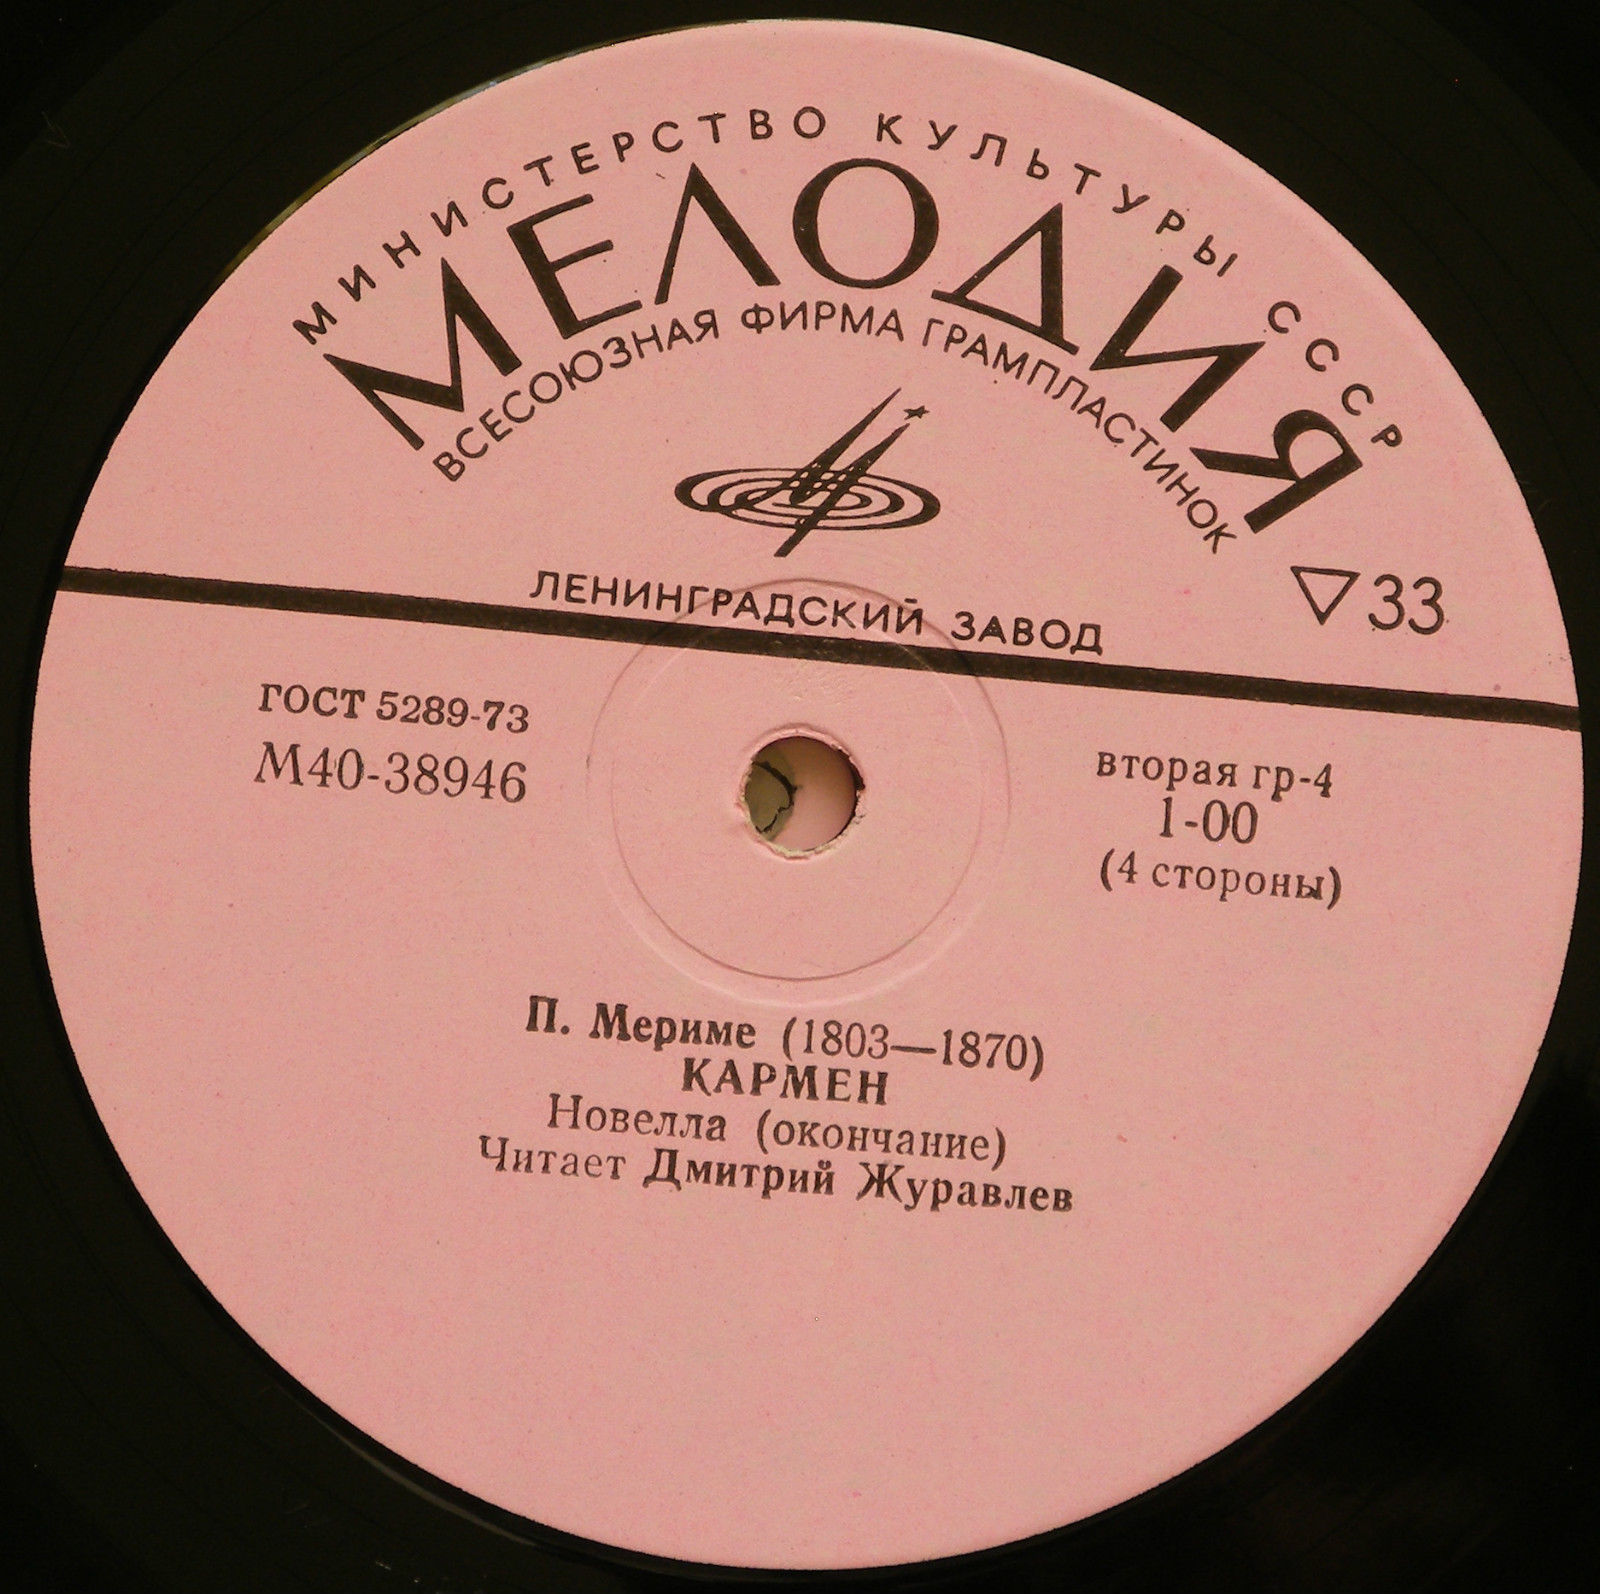 МИНИСТЕРСТВО КУЛЬТУРЫ СССР
МЕЛОДИЯ
ВСЕСОЮЗНАЯ ФИРМА ГРАМПЛАСТИНОК
ЛЕНИНГРАДСКИЙ ЗАВОД
▽33
ГОСТ 5289-73
М40-38946
вторая гр-4
1-00
(4 стороны)
П. Мериме (1803—1870)
КАРМЕН
Новелла (окончание)
Читает Дмитрий Журавлев